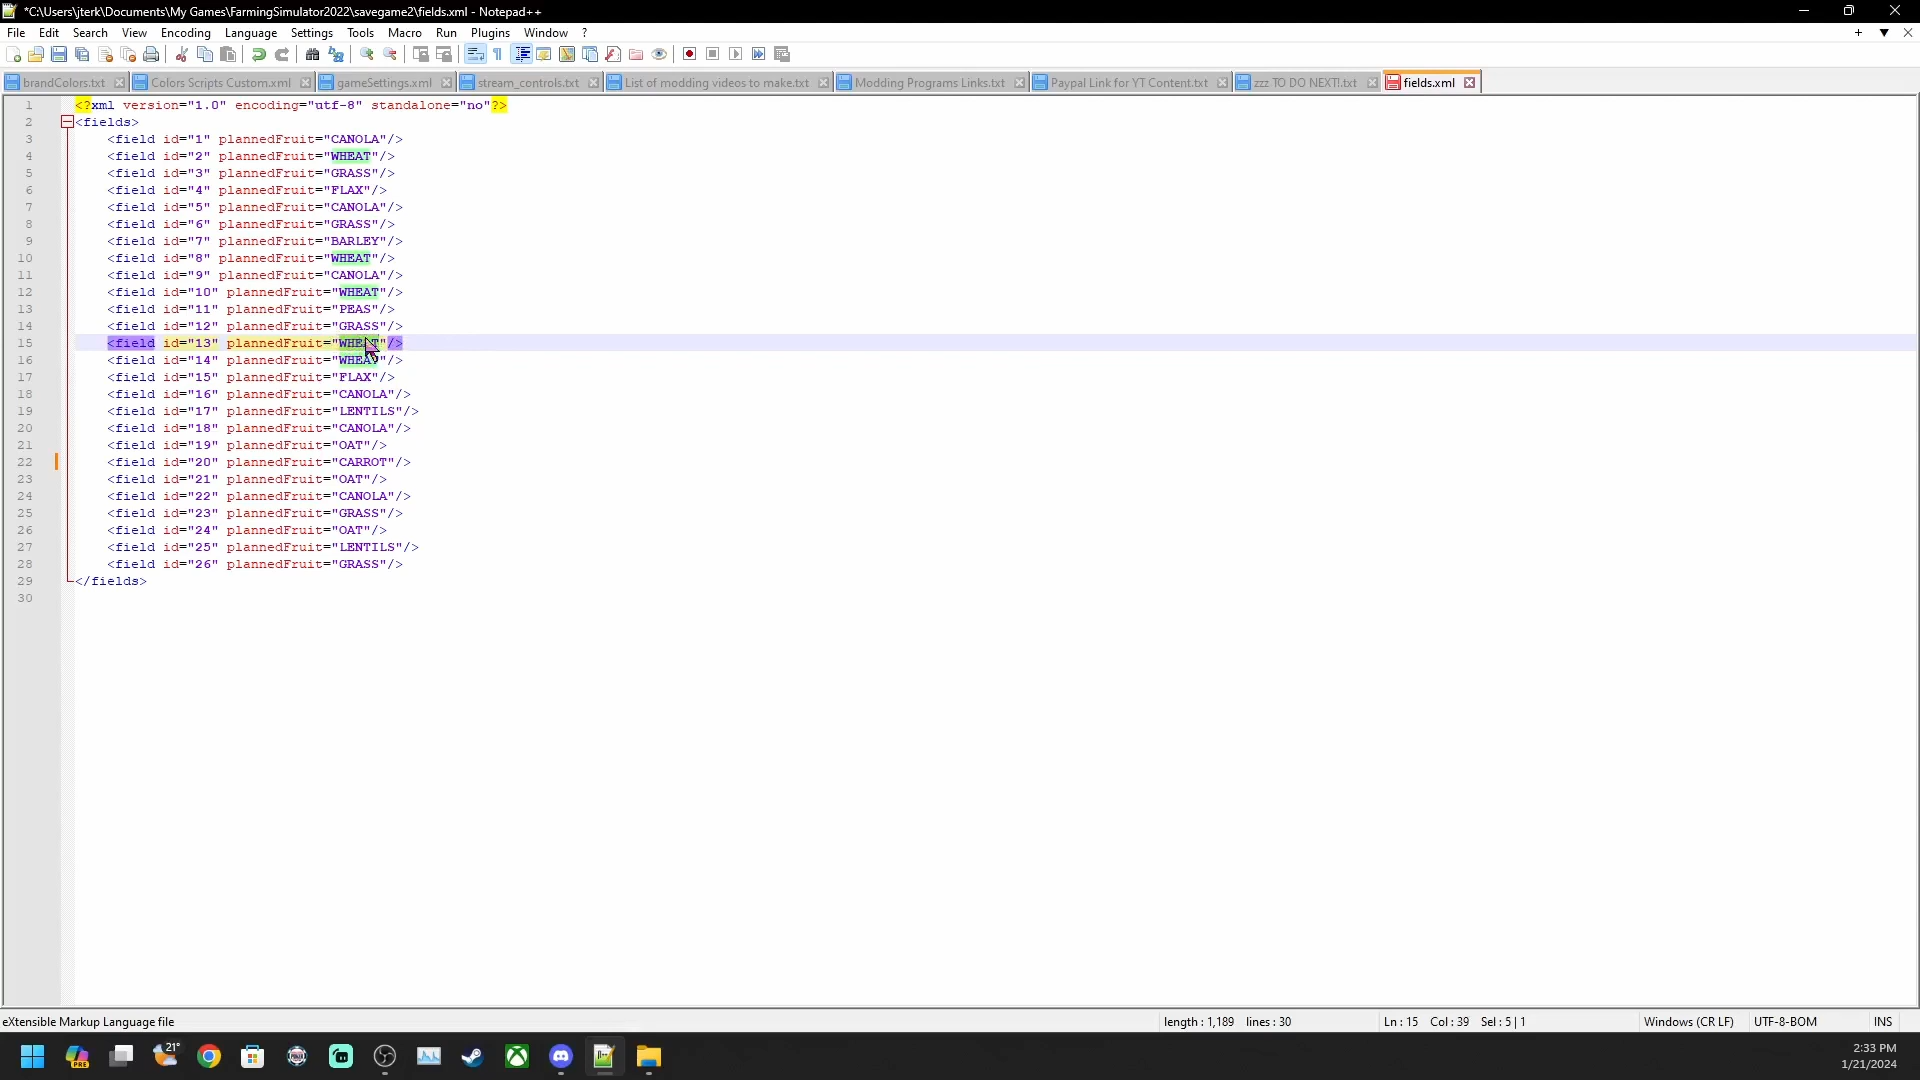 *C:\Users\jterk\Documents\My Games\FarmingSimulator2022\savegame2\fields.xml - Notepad++
File Edit Search View Encoding Language Settings Tools Macro Run Plugins Window ?
brandColors.txt Colors Scripts Custom.xml gameSettings.xml stream_controls.txt List of modding videos to make.txt Modding Programs Links.txt Paypal Link for YT Content.txt zzz TO DO NEXT!.txt fields.xml
1 <?xml version="1.0" encoding="utf-8" standalone="no"?>
2 <fields>
3 <field id="1" plannedFruit="CANOLA"/>
4 <field id="2" plannedFruit="WHEAT"/>
5 <field id="3" plannedFruit="GRASS"/>
6 <field id="4" plannedFruit="FLAX"/>
7 <field id="5" plannedFruit="CANOLA"/>
8 <field id="6" plannedFruit="GRASS"/>
9 <field id="7" plannedFruit="BARLEY"/>
10 <field id="8" plannedFruit="WHEAT"/>
11 <field id="9" plannedFruit="CANOLA"/>
12 <field id="10" plannedFruit="WHEAT"/>
13 <field id="11" plannedFruit="PEAS"/>
14 <field id="12" plannedFruit="GRASS"/>
15 <field id="13" plannedFruit="WHEAT"/>
16 <field id="14" plannedFruit="WHEAT"/>
17 <field id="15" plannedFruit="FLAX"/>
18 <field id="16" plannedFruit="CANOLA"/>
19 <field id="17" plannedFruit="LENTILS"/>
20 <field id="18" plannedFruit="CANOLA"/>
21 <field id="19" plannedFruit="OAT"/>
22 <field id="20" plannedFruit="CARROT"/>
23 <field id="21" plannedFruit="OAT"/>
24 <field id="22" plannedFruit="CANOLA"/>
25 <field id="23" plannedFruit="GRASS"/>
26 <field id="24" plannedFruit="OAT"/>
27 <field id="25" plannedFruit="LENTILS"/>
28 <field id="26" plannedFruit="GRASS"/>
29 </fields>
30
eXtensible Markup Language file length : 1,189 lines : 30 Ln : 15 Col : 39 Sel : 5 | 1 Windows (CR LF) UTF-8-BOM INS
PRE 21° 2:33 PM
1/21/2024